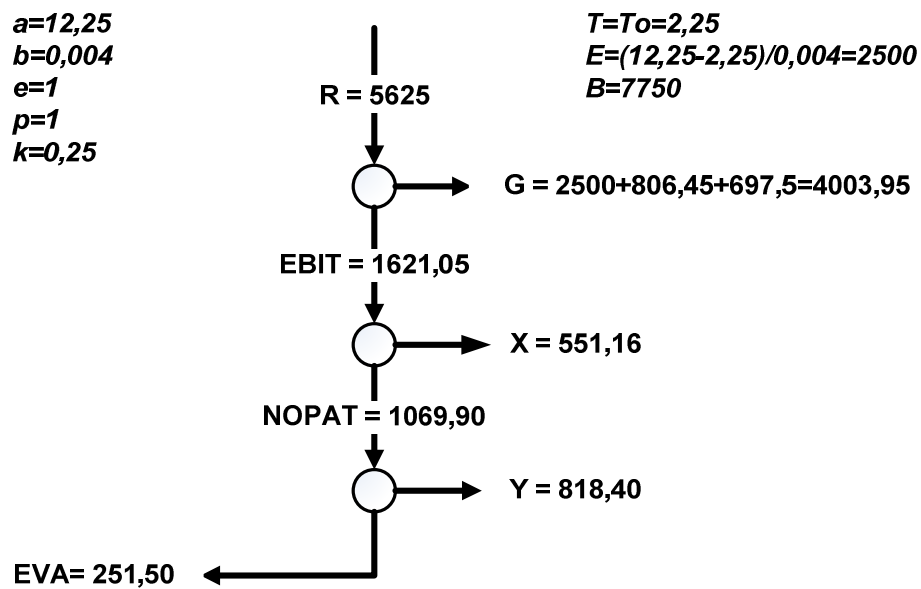 a=12,25
b=0,004
e=1
p=1
k=0,25
T=To=2,25
E=(12,25-2,25)/0,004=2500
B=7750
R = 5625
G = 2500+806,45+697,5=4003,95
EBIT = 1621,05
X = 551,16
NOPAT = 1069,90
Y = 818,40
EVA= 251,50